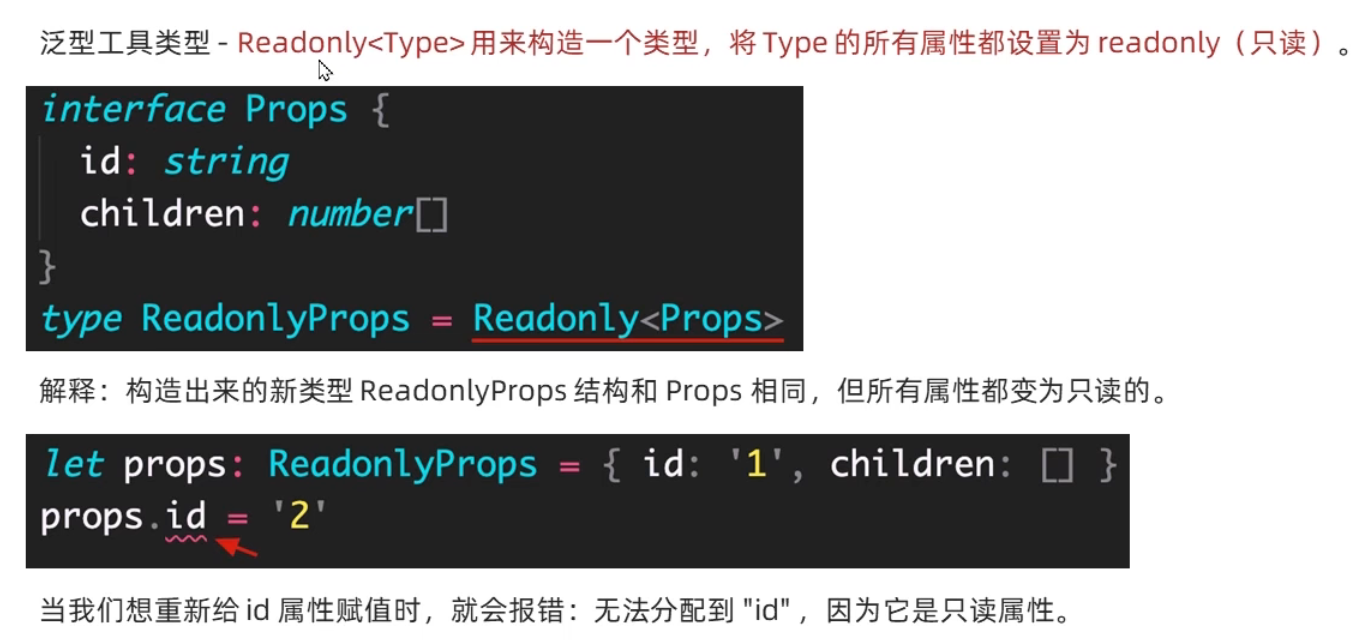 泛型工具类型 - Readonly<Type> 用来构造一个类型，将 Type 的所有属性都设置为 readonly（只读）。
interface Props {
  id: string
  children: number[]
}
type ReadonlyProps = Readonly<Props>
解释：构造出来的新类型 ReadonlyProps 结构和 Props 相同，但所有属性都变为只读的。
let props: ReadonlyProps = { id: '1', children: [] }
props.id = '2'
当我们想重新给 id 属性赋值时，就会报错：无法分配到 "id" ，因为它是只读属性。